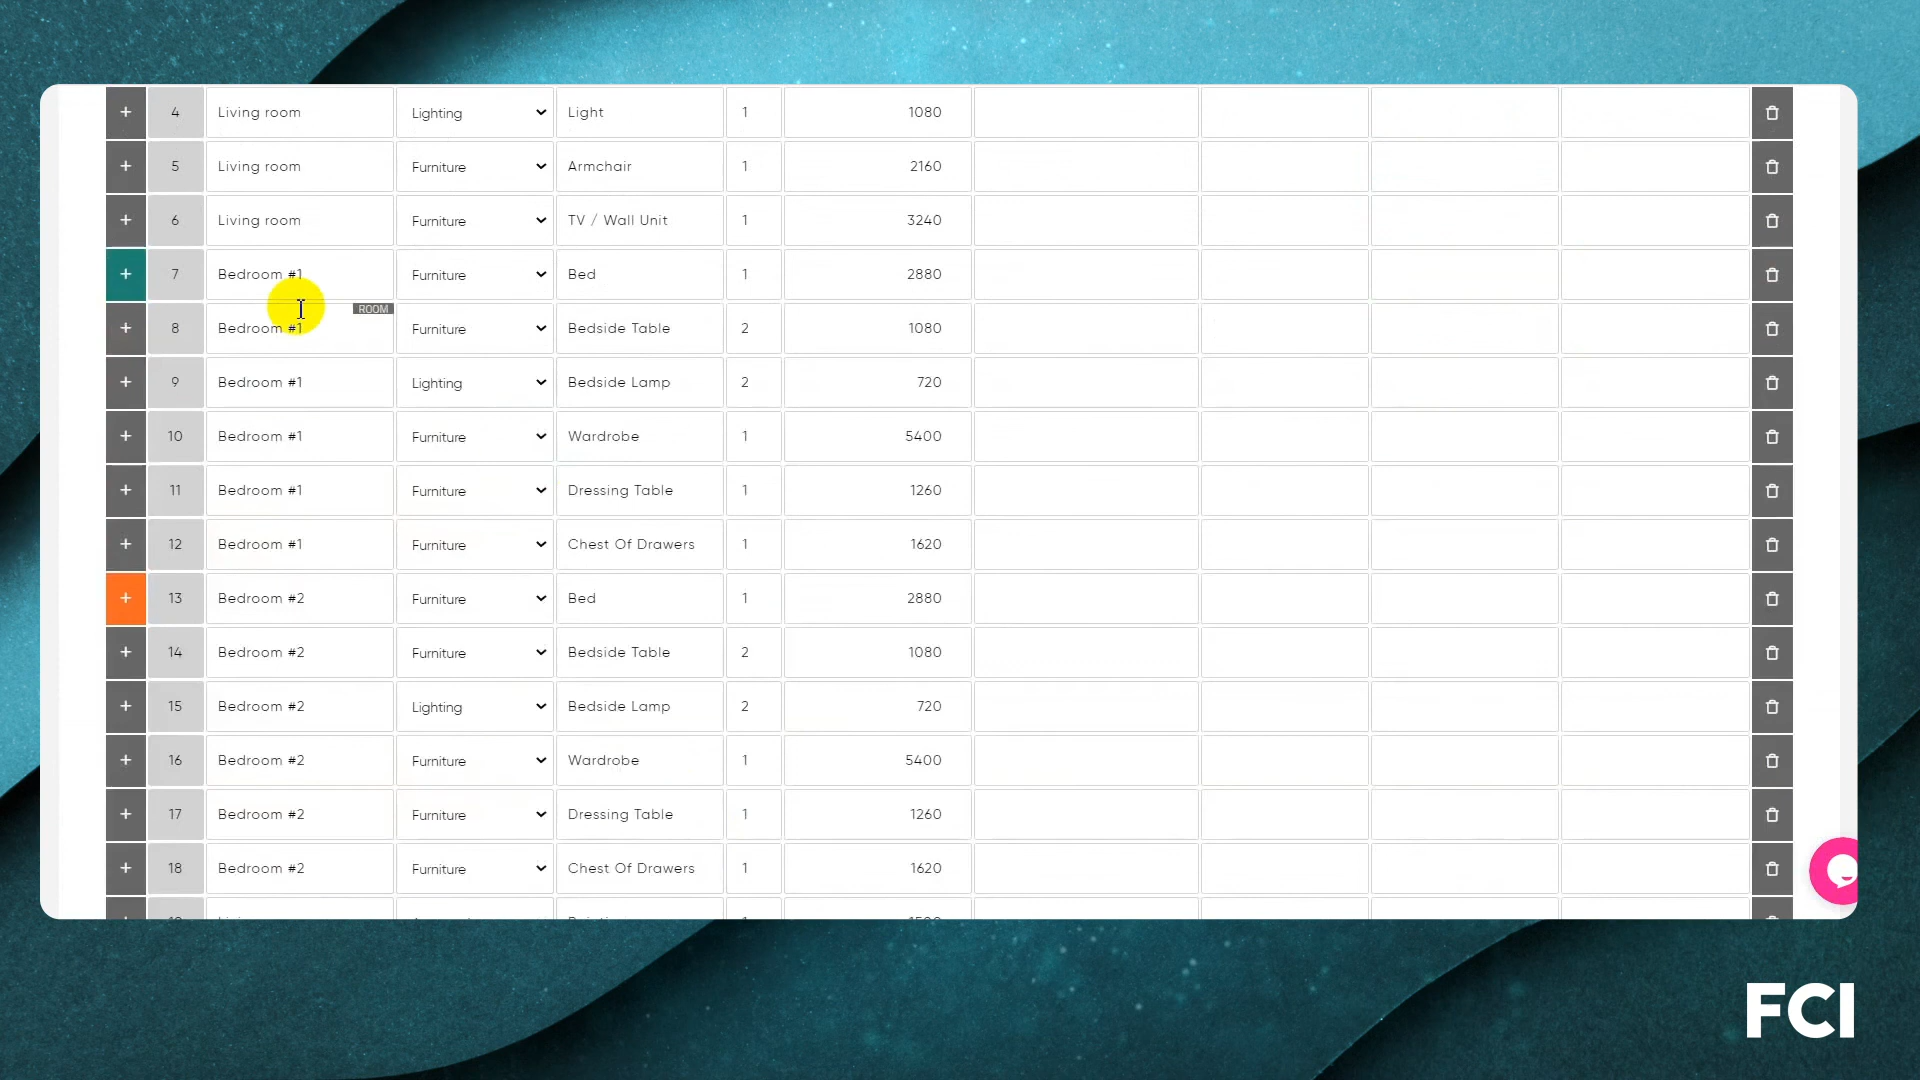 + 4 Living room Lighting Light 1 1080
+ 5 Living room Furniture Armchair 1 2160
+ 6 Living room Furniture TV / Wall Unit 1 3240
+ 7 Bedroom #1 Furniture Bed 1 2880
ROOM
+ 8 Bedroom #1 Furniture Bedside Table 2 1080
+ 9 Bedroom #1 Lighting Bedside Lamp 2 720
+ 10 Bedroom #1 Furniture Wardrobe 1 5400
+ 11 Bedroom #1 Furniture Dressing Table 1 1260
+ 12 Bedroom #1 Furniture Chest Of Drawers 1 1620
+ 13 Bedroom #2 Furniture Bed 1 2880
+ 14 Bedroom #2 Furniture Bedside Table 2 1080
+ 15 Bedroom #2 Lighting Bedside Lamp 2 720
+ 16 Bedroom #2 Furniture Wardrobe 1 5400
+ 17 Bedroom #2 Furniture Dressing Table 1 1260
+ 18 Bedroom #2 Furniture Chest Of Drawers 1 1620
FCI